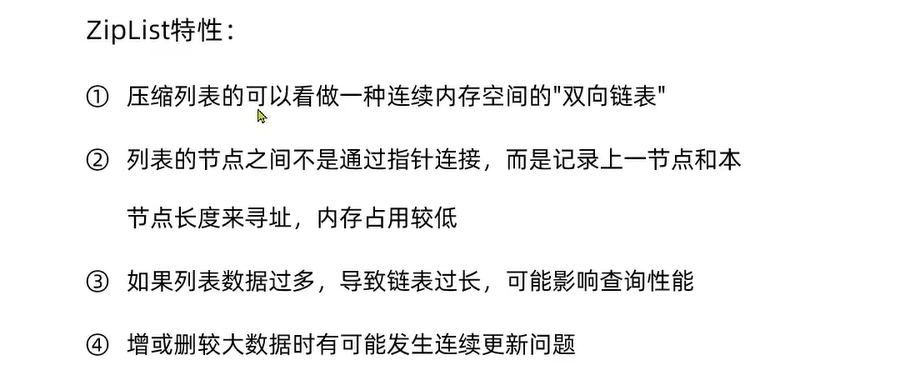 ZipList特性：
① 压缩列表的可以看做一种连续内存空间的"双向链表"
② 列表的节点之间不是通过指针连接，而是记录上一节点和本
节点长度来寻址，内存占用较低
③ 如果列表数据过多，导致链表过长，可能影响查询性能
④ 增或删较大数据时有可能发生连续更新问题